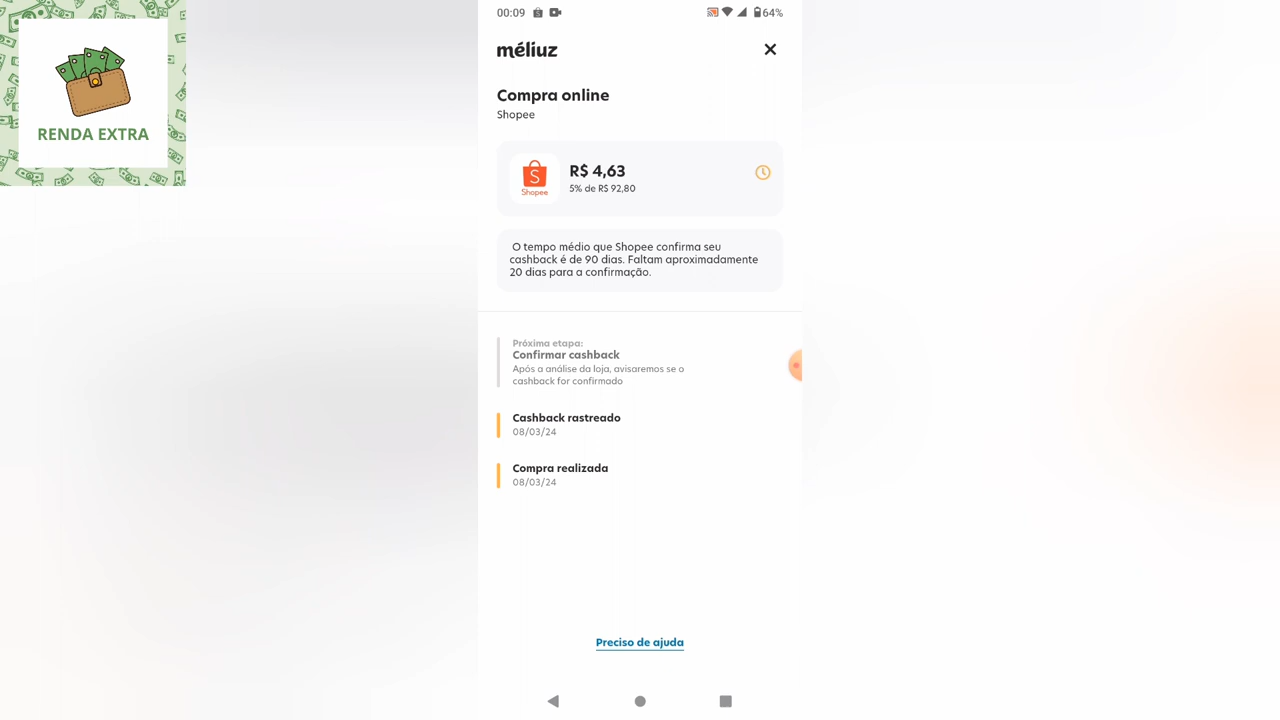 RENDA EXTRA
00:09
64%
méliuz
Compra online
Shopee
Shopee
R$ 4,63
5% de R$ 92,80
O tempo médio que Shopee confirma seu
cashback é de 90 dias. Faltam aproximadamente
20 dias para a confirmação.
Próxima etapa:
Confirmar cashback
Após a análise da loja, avisaremos se o
cashback for confirmado
Cashback rastreado
08/03/24
Compra realizada
08/03/24
Preciso de ajuda